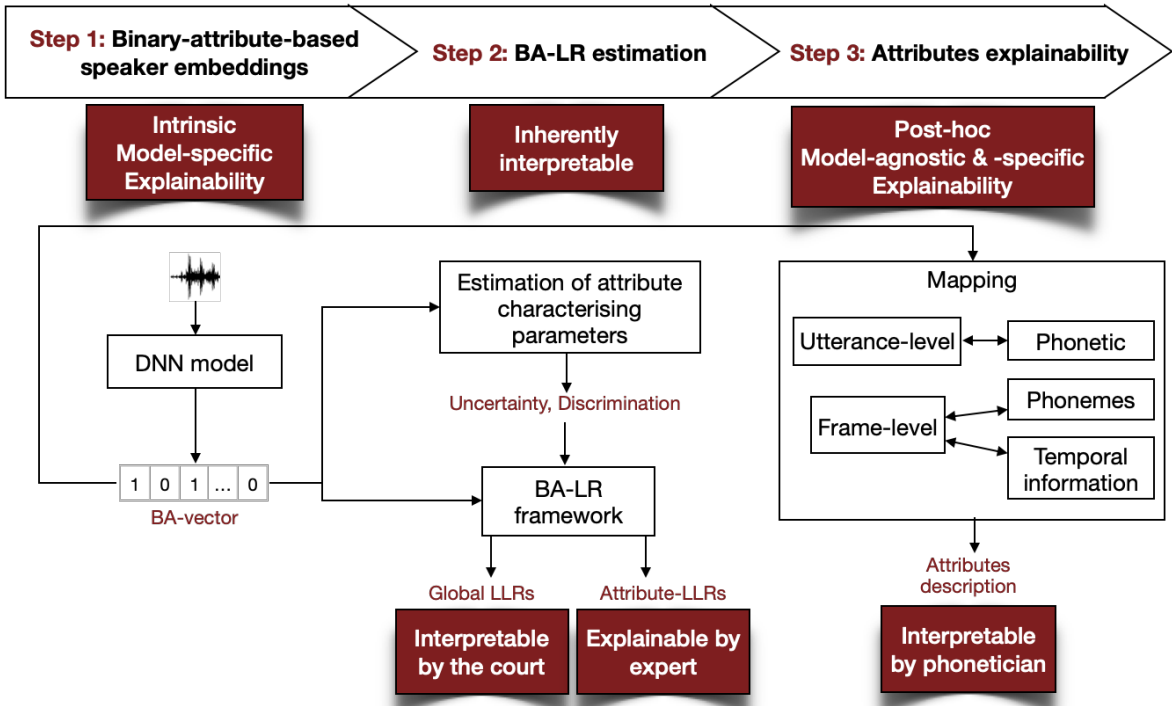 Step 1: Binary-attribute-based
speaker embeddings
Step 2: BA-LR estimation
Step 3: Attributes explainability
Intrinsic
Model-specific
Explainability
Inherently
interpretable
Post-hoc
Model-agnostic & -specific
Explainability
DNN model
1 0 1 ... 0
BA-vector
Estimation of attribute
characterising
parameters
Uncertainty, Discrimination
BA-LR
framework
Global LLRs
Attribute-LLRs
Interpretable
by the court
Explainable by
expert
Mapping
Utterance-level
Phonetic
Frame-level
Phonemes
Temporal
information
Attributes
description
Interpretable
by phonetician